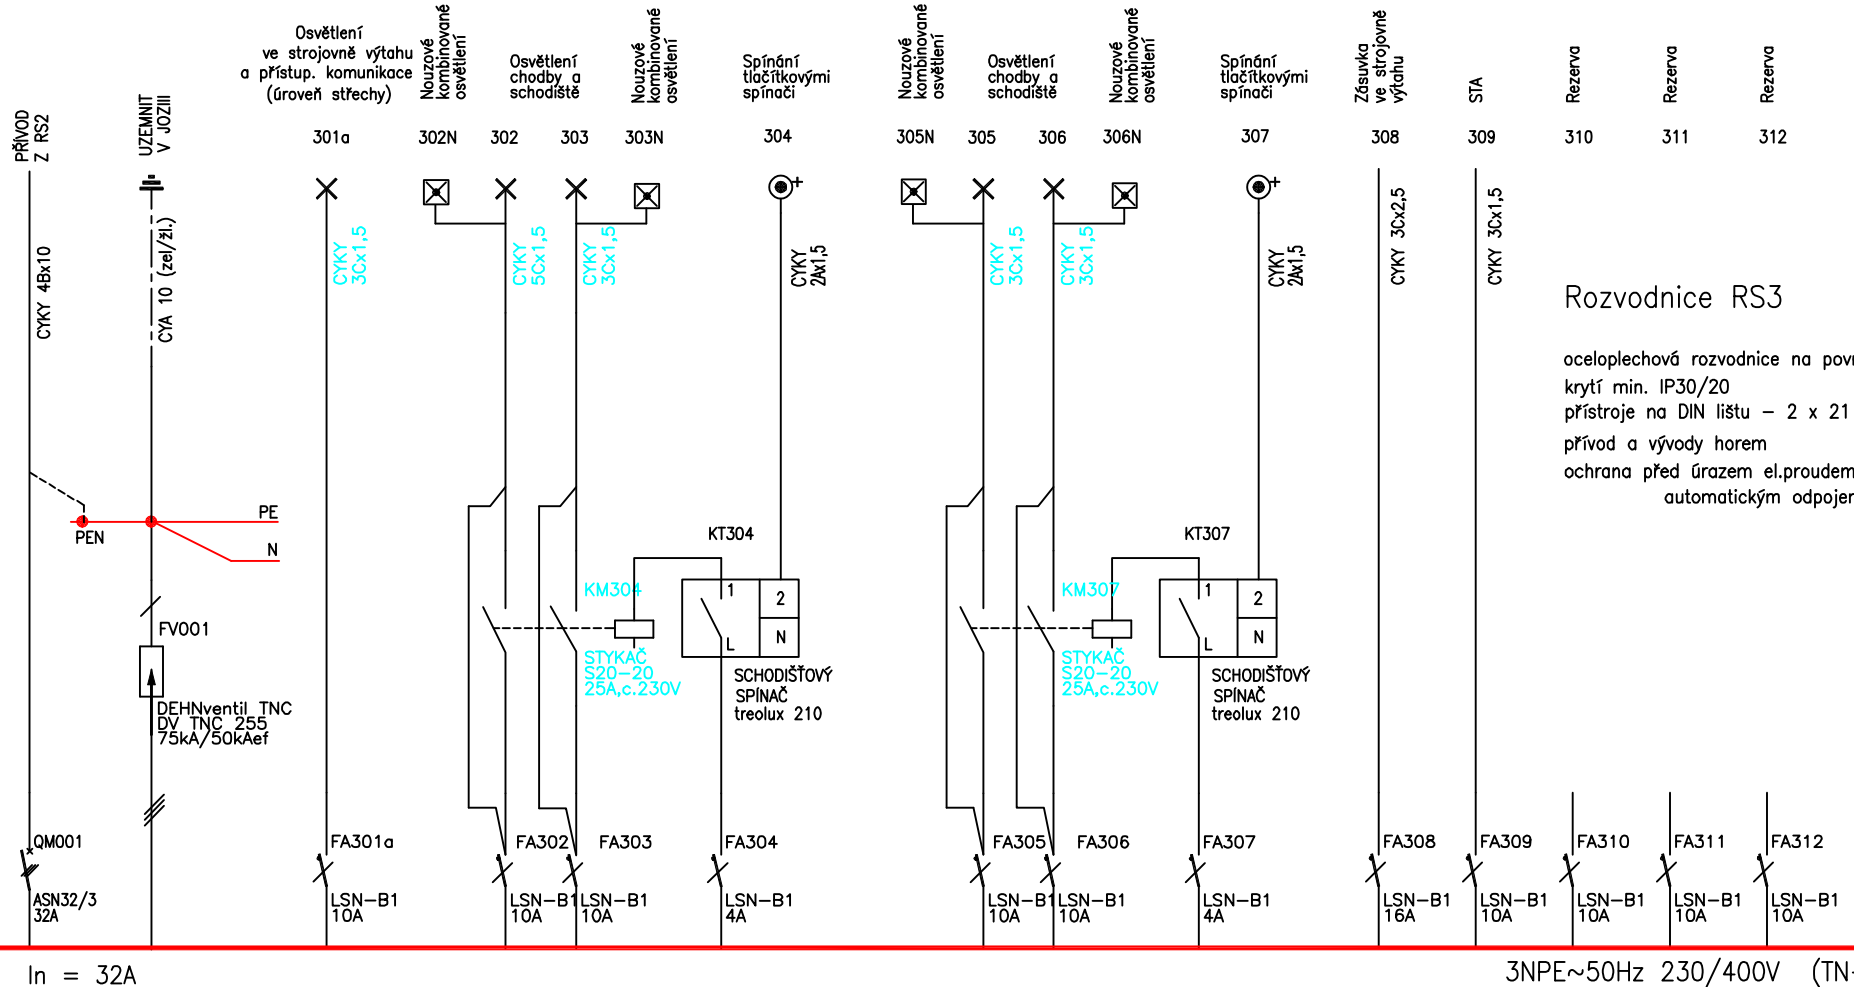 PŘÍVOD
Z RS2
UZEMNIT
V JOZIII
Osvětlení
ve strojovně výtahu
a přístup. komunikace
(úroveň střechy)
Nouzové
kombinované
osvětlení
Osvětlení
chodby a
schodiště
Nouzové
kombinované
osvětlení
Spínání
tlačítkovými
spínači
Nouzové
kombinované
osvětlení
Osvětlení
chodby a
schodiště
Nouzové
kombinované
osvětlení
Spínání
tlačítkovými
spínači
Zásuvka
ve strojovně
výtahu
STA
Rezerva
Rezerva
Rezerva
301a
302N
302
303
303N
304
305N
305
306
306N
307
308
309
310
311
312
CYKY 4Bx10
CYA 10 (zel/žl.)
CYKY
3Cx1,5
CYKY
5Cx1,5
CYKY
3Cx1,5
CYKY
2Ax1,5
CYKY
3Cx1,5
CYKY
3Cx1,5
CYKY
2Ax1,5
CYKY 3Cx2,5
CYKY 3Cx1,5
Rozvodnice RS3
oceloplechová rozvodnice na
krytí min. IP30/20
přístroje na DIN lištu – 2 x 21
přívod a vývody horem
ochrana před úrazem el.proudem
automatickým
PEN
PE
N
FV001
DEHNventil TNC
DV TNC 255
75kA/50kAef
KM304
STYKAČ
S20-20
25A,c.230V
KT304
1
2
L
N
SCHODIŠŤOVÝ
SPÍNAČ
treolux 210
KM307
STYKAČ
S20-20
25A,c.230V
KT307
1
2
L
N
SCHODIŠŤOVÝ
SPÍNAČ
treolux 210
QM001
ASN32/3
32A
FA301a
LSN-B1
10A
FA302
LSN-B1
10A
FA303
LSN-B1
10A
FA304
LSN-B1
4A
FA305
LSN-B1
10A
FA306
LSN-B1
10A
FA307
LSN-B1
4A
FA308
LSN-B1
16A
FA309
LSN-B1
10A
FA310
LSN-B1
10A
FA311
LSN-B1
10A
FA312
LSN-B1
10A
In = 32A
3NPE~50Hz 230/400V (TN-